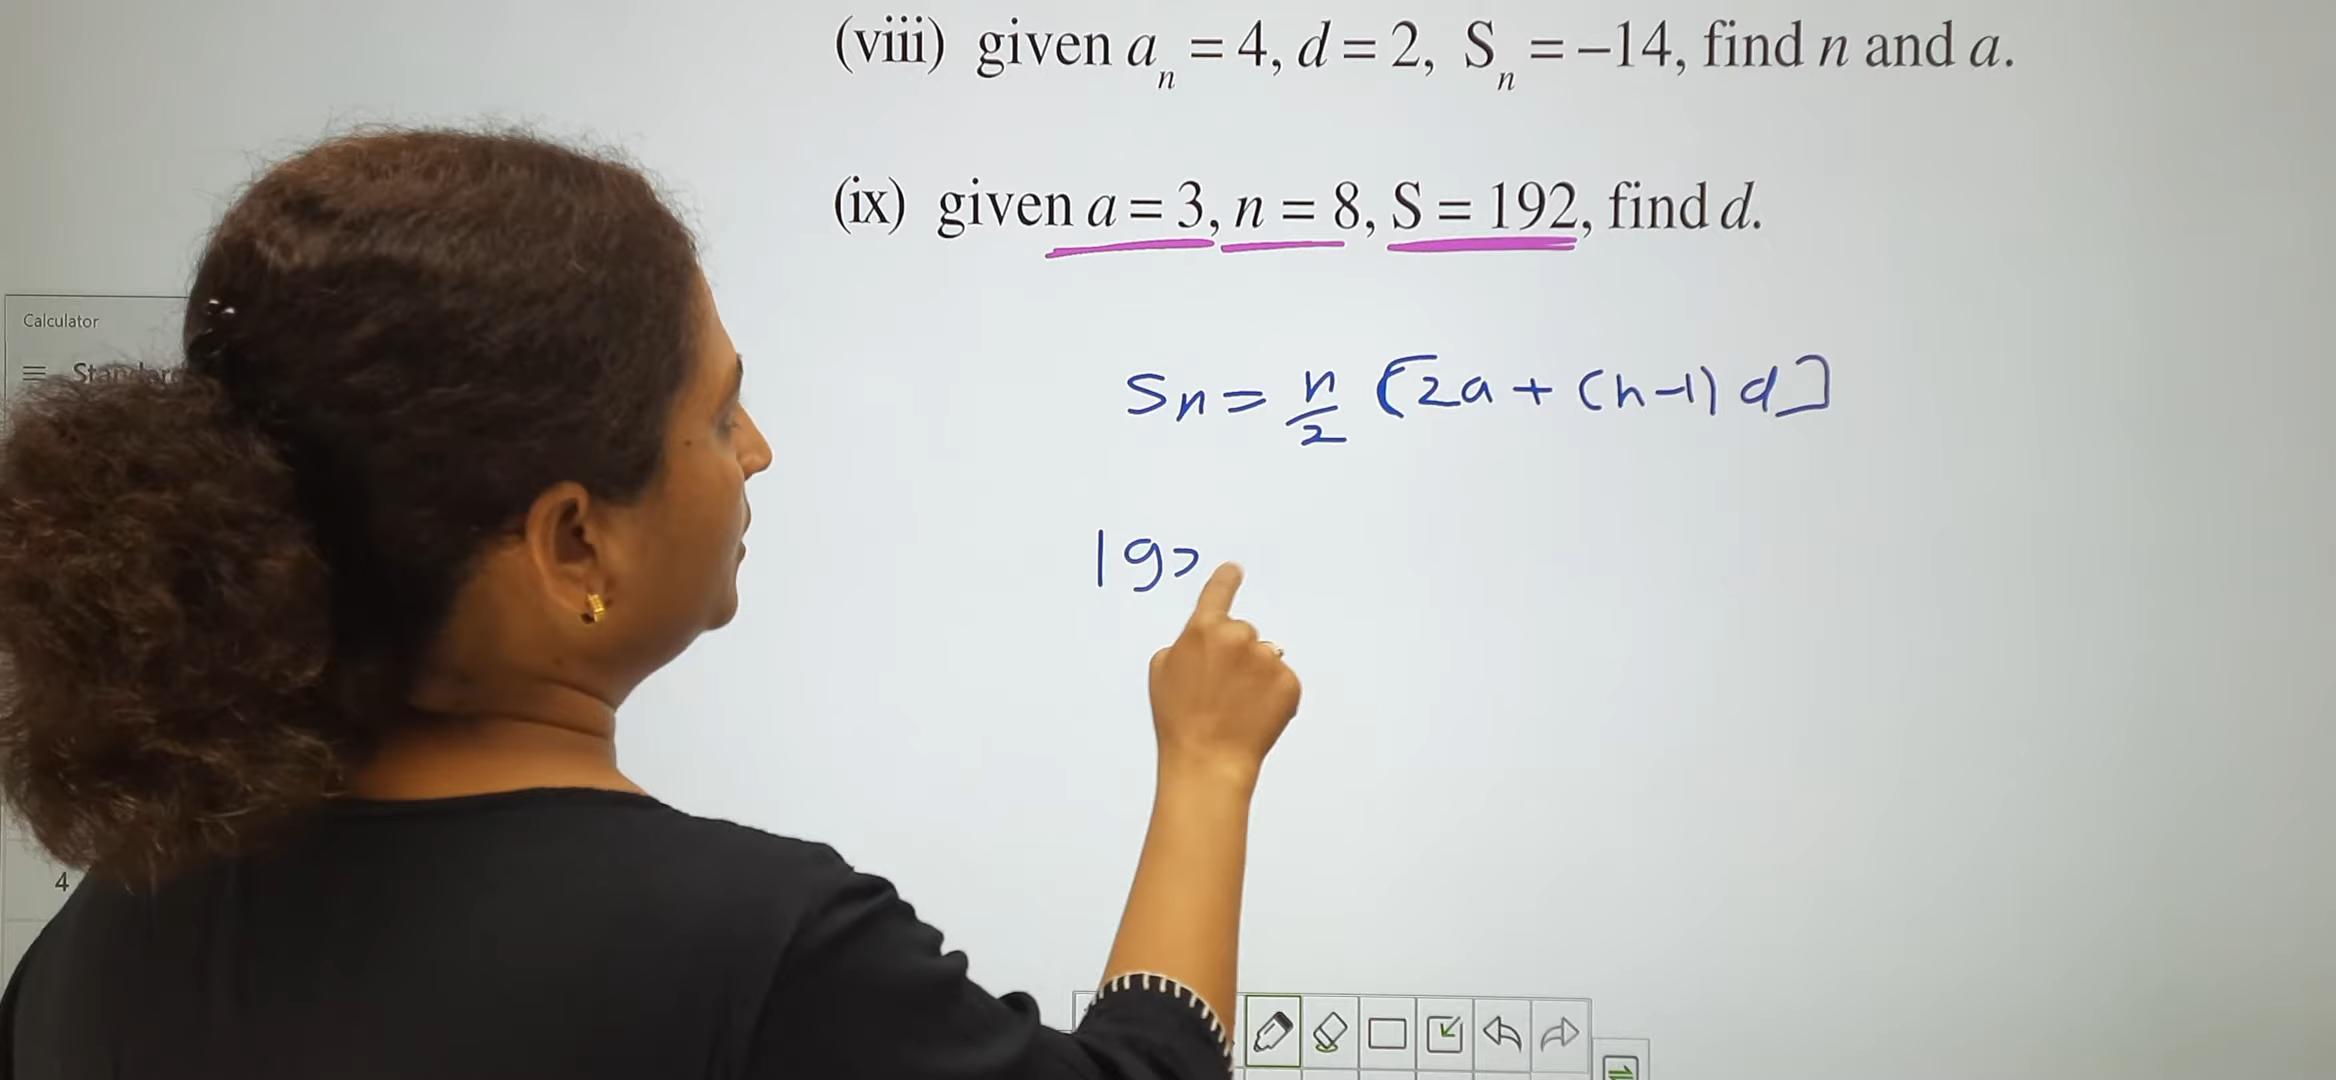 (viii) given aₙ = 4, d = 2, Sₙ = –14, find n and a.
(ix) given a = 3, n = 8, S = 192, find d.
Calculator
Sn = n/2 [2a + (n-1) d]
192
4